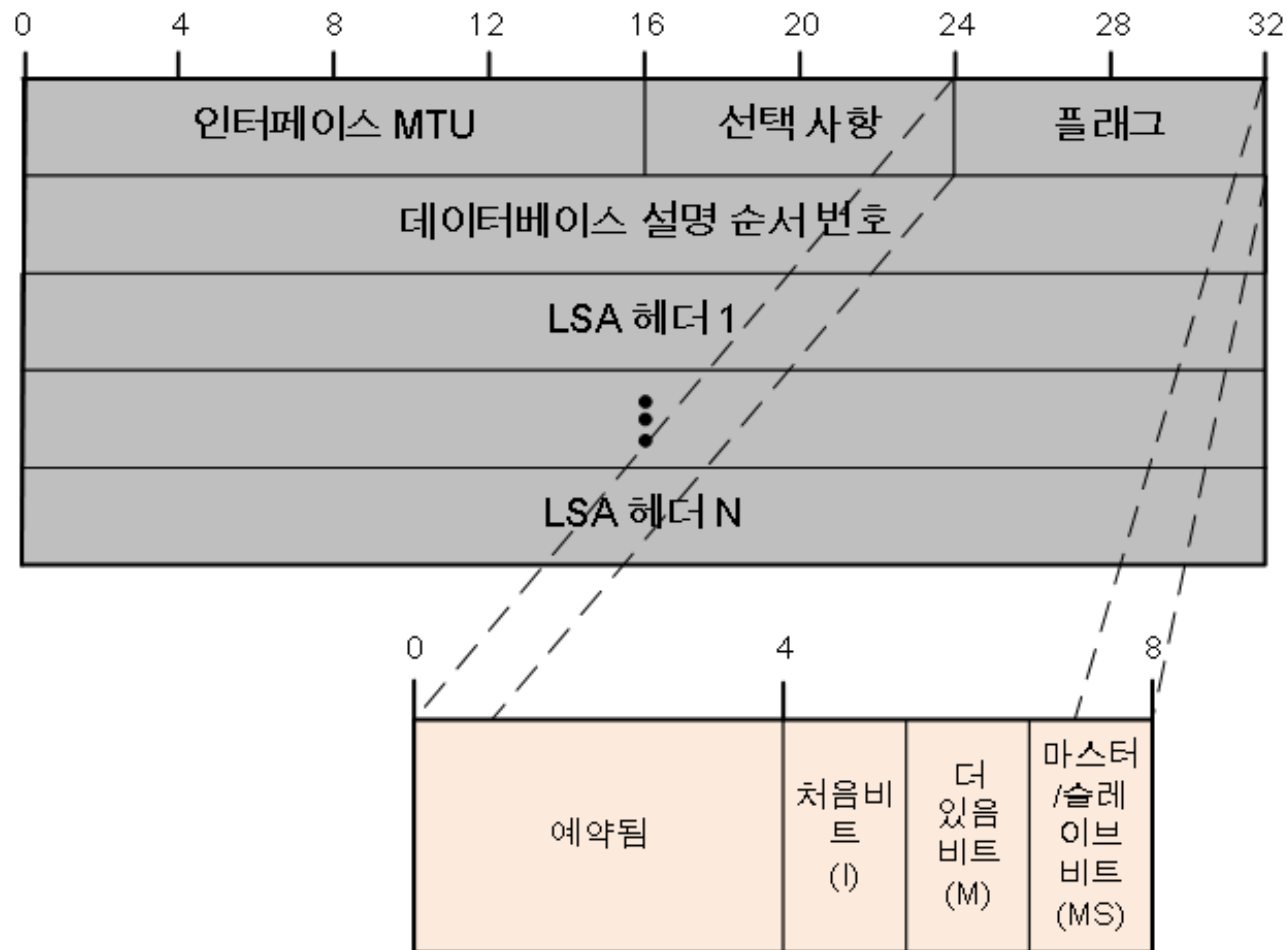 0 4 8 12 16 20 24 28 32
인터페이스 MTU 선택 사항 플래그
데이터베이스 설명 순서 번호
LSA 헤더 1
LSA 헤더 N
0 4 8
예약됨
처음비
트
(I)
더
있음
비트
(M)
마스터
/슬레
이브
비트
(MS)